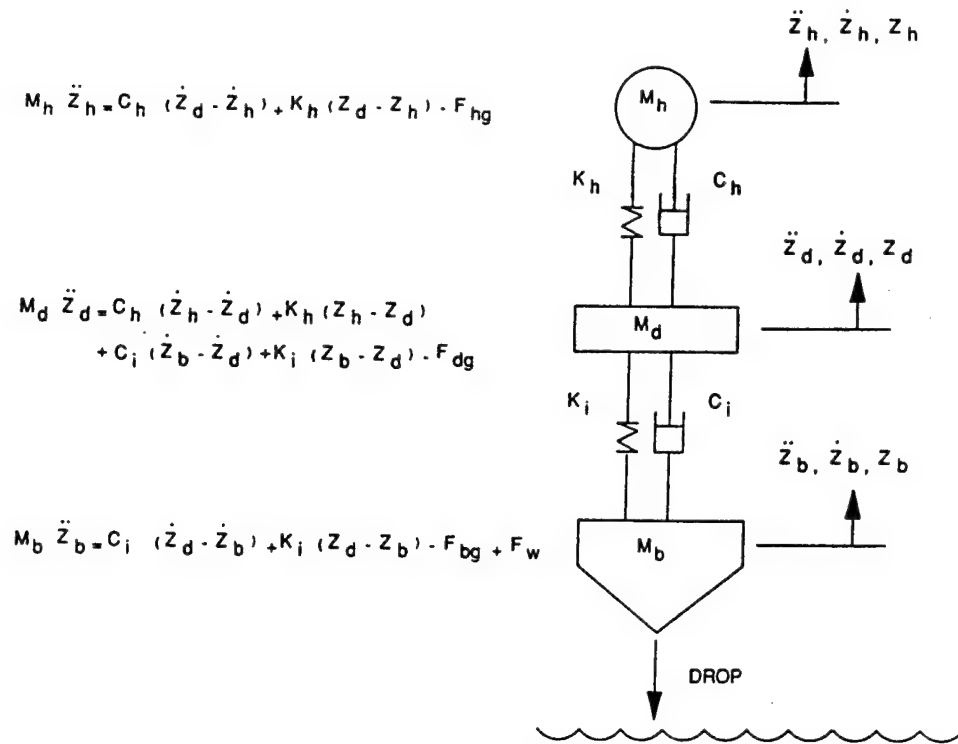 Z̈h, Żh, Zh
Mh Z̈h = Ch (Żd - Żh) + Kh (Zd - Zh) - Fhg
Mh
Kh
Ch
Z̈d, Żd, Zd
Md Z̈d = Ch (Żh - Żd) + Kh (Zh - Zd)
+ Ci (Żb - Żd) + Ki (Zb - Zd) - Fdg
Md
Ki
Ci
Z̈b, Żb, Zb
Mb Z̈b = Ci (Żd - Żb) + Ki (Zd - Zb) - Fbg + Fw
Mb
DROP